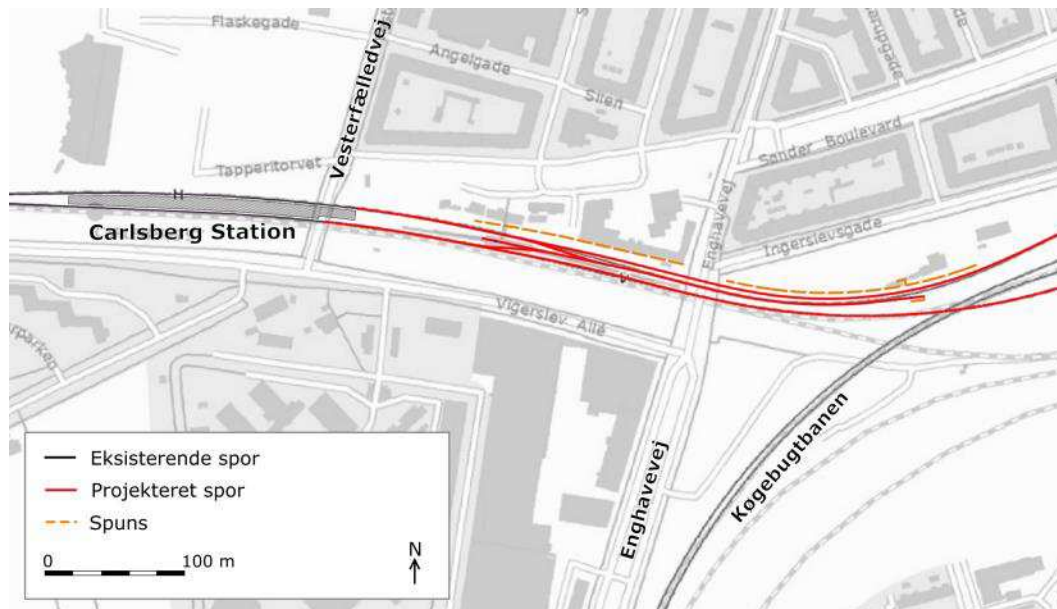 Flaskegade
Vesterfælledvej
Angelgade
Silen
Tapperitorvet
Sønder Boulevard
H
Carlsberg Station
Enghavevej
Ingerslevsgade
V
Vigerslev Allé
Køgebugtbanen
Enghavevej
Eksisterende spor
Projekteret spor
Spuns
0 100 m
N